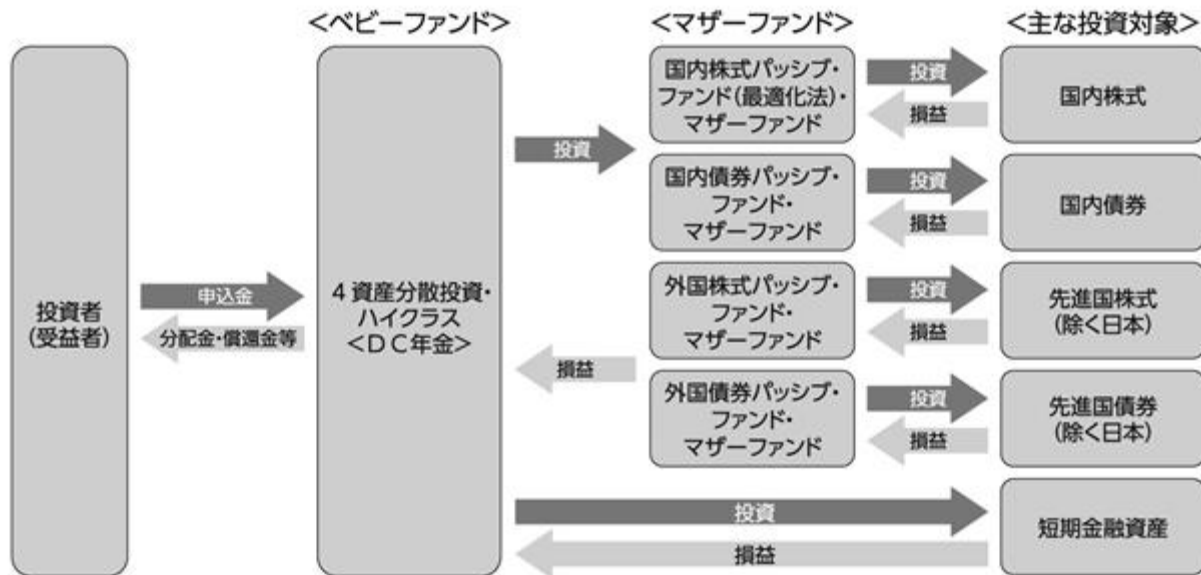 <ベビーファンド>
<マザーファンド>
<主な投資対象>
投資者
(受益者)
申込金
分配金・償還金等
4資産分散投資・
ハイクラス
<DC年金>
投資
損益
国内株式パッシブ・
ファンド(最適化法)・
マザーファンド
投資
損益
国内株式
国内債券パッシブ・
ファンド・
マザーファンド
投資
損益
国内債券
外国株式パッシブ・
ファンド・
マザーファンド
投資
損益
先進国株式
(除く日本)
外国債券パッシブ・
ファンド・
マザーファンド
投資
損益
先進国債券
(除く日本)
投資
損益
短期金融資産